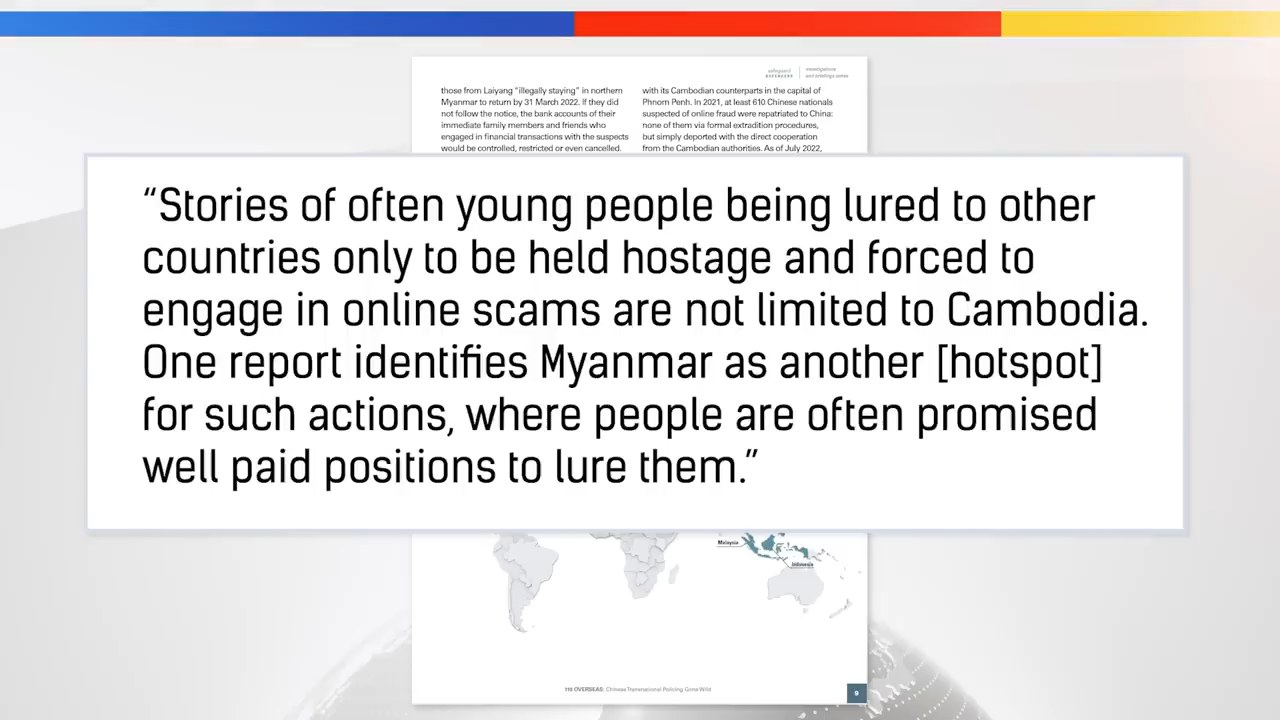 safeguard
DEFENDERS
investigations
and briefings series
those from Laiyang "illegally staying" in northern
Myanmar to return by 31 March 2022. If they did
not follow the notice, the bank accounts of their
immediate family members and friends who
engaged in financial transactions with the suspects
would be controlled, restricted or even cancelled.
with its Cambodian counterparts in the capital of
Phnom Penh. In 2021, at least 610 Chinese nationals
suspected of online fraud were repatriated to China:
none of them via formal extradition procedures,
but simply deported with the direct cooperation
from the Cambodian authorities. As of July 2022,
“Stories of often young people being lured to other
countries only to be held hostage and forced to
engage in online scams are not limited to Cambodia.
One report identifies Myanmar as another [hotspot]
for such actions, where people are often promised
well paid positions to lure them.”
Malaysia
Indonesia
110 OVERSEAS: Chinese Transnational Policing Gone Wild
9